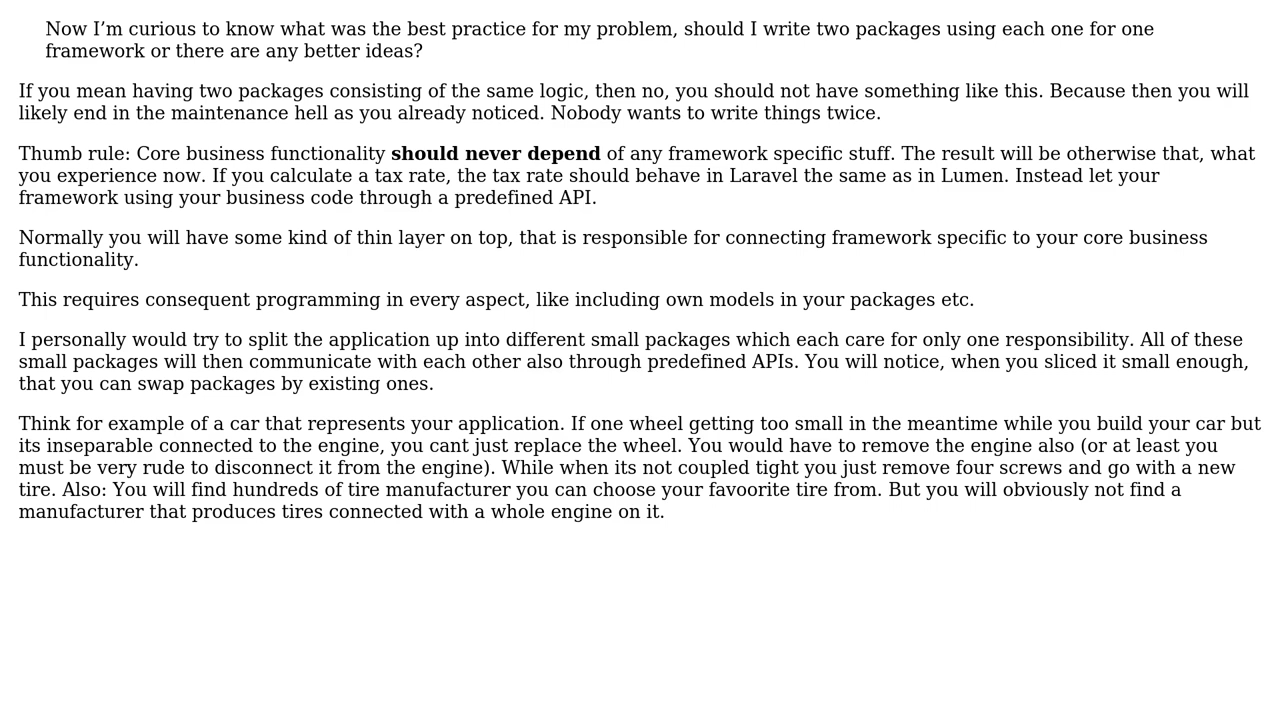 Now I’m curious to know what was the best practice for my problem, should I write two packages using each one for one
framework or there are any better ideas?
If you mean having two packages consisting of the same logic, then no, you should not have something like this. Because then you will
likely end in the maintenance hell as you already noticed. Nobody wants to write things twice.
Thumb rule: Core business functionality should never depend of any framework specific stuff. The result will be otherwise that, what
you experience now. If you calculate a tax rate, the tax rate should behave in Laravel the same as in Lumen. Instead let your
framework using your business code through a predefined API.
Normally you will have some kind of thin layer on top, that is responsible for connecting framework specific to your core business
functionality.
This requires consequent programming in every aspect, like including own models in your packages etc.
I personally would try to split the application up into different small packages which each care for only one responsibility. All of these
small packages will then communicate with each other also through predefined APIs. You will notice, when you sliced it small enough,
that you can swap packages by existing ones.
Think for example of a car that represents your application. If one wheel getting too small in the meantime while you build your car but
its inseparable connected to the engine, you cant just replace the wheel. You would have to remove the engine also (or at least you
must be very rude to disconnect it from the engine). While when its not coupled tight you just remove four screws and go with a new
tire. Also: You will find hundreds of tire manufacturer you can choose your favoorite tire from. But you will obviously not find a
manufacturer that produces tires connected with a whole engine on it.